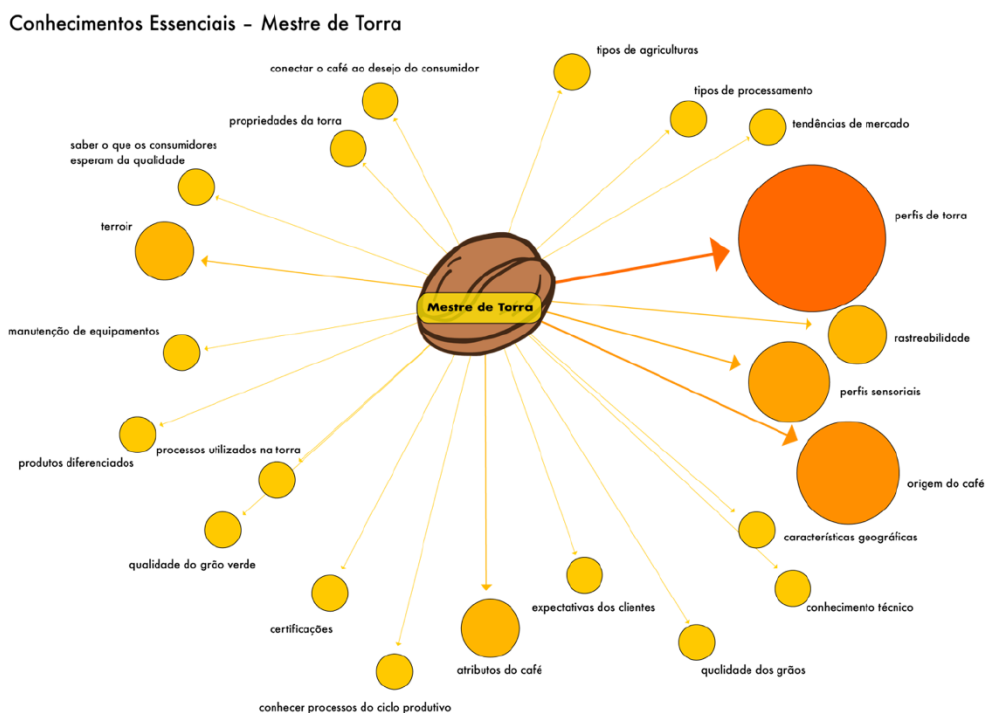 Conhecimentos Essenciais – Mestre de Torra
tipos de agriculturas
conectar o café ao desejo do consumidor
tipos de processamento
propriedades da torra
tendências de mercado
saber o que os consumidores
esperam da qualidade
perfis de torra
terroir
Mestre de Torra
manutenção de equipamentos
rastreabilidade
perfis sensoriais
processos utilizados na torra
produtos diferenciados
origem do café
características geográficas
qualidade do grão verde
expectativas dos clientes
conhecimento técnico
certificações
atributos do café
qualidade dos grãos
conhecer processos do ciclo produtivo